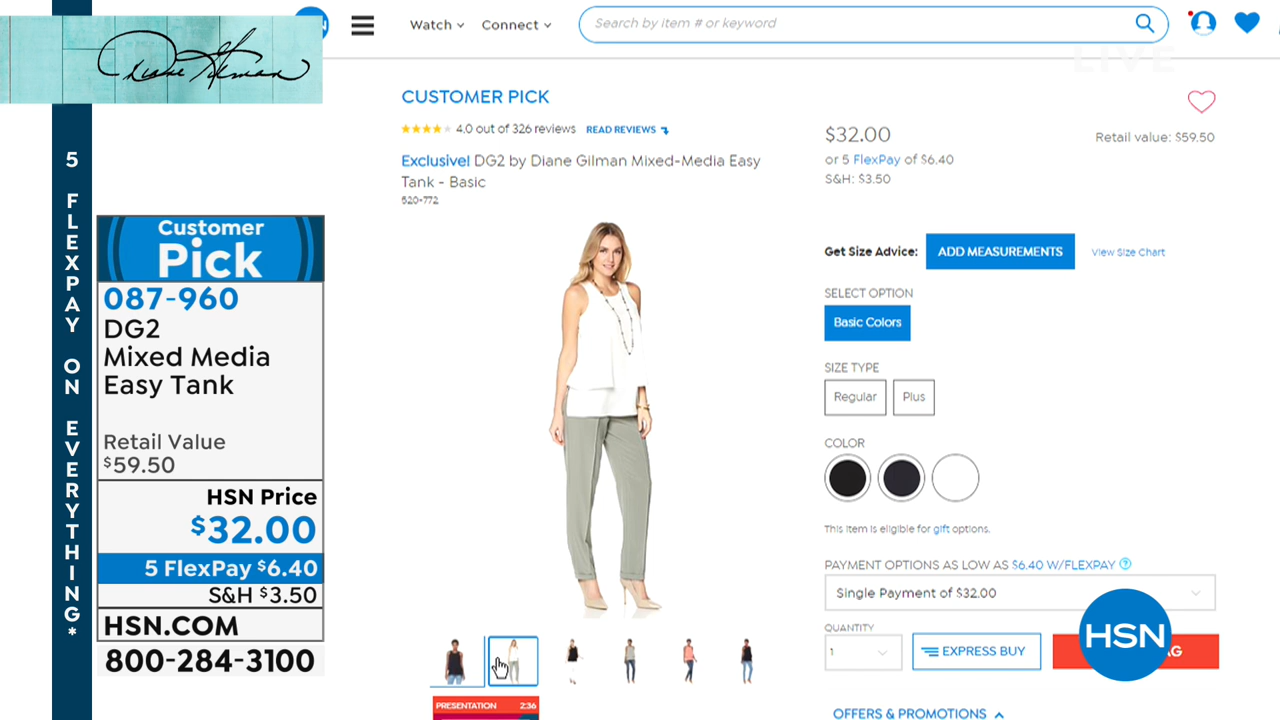 Diane Gilman
5 FLEXPAY ON EVERYTHING*
Customer
Pick
087-960
DG2
Mixed Media
Easy Tank
Retail Value
$59.50
HSN Price
$32.00
5 FlexPay $6.40
S&H $3.50
HSN.COM
800-284-3100
Watch
Connect
Search by item # or keyword
LIVE
CUSTOMER PICK
4.0 out of 326 reviews READ REVIEWS
Exclusive! DG2 by Diane Gilman Mixed-Media Easy
Tank - Basic
620-772
$32.00
Retail value: $59.50
or 5 FlexPay of $6.40
S&H: $3.50
Get Size Advice: ADD MEASUREMENTS View Size Chart
SELECT OPTION
Basic Colors
SIZE TYPE
Regular Plus
COLOR
This item is eligible for gift options.
PAYMENT OPTIONS AS LOW AS $6.40 W/FLEXPAY ?
Single Payment of $32.00
QUANTITY
1
EXPRESS BUY
HSN
AG
PRESENTATION 2:36
OFFERS & PROMOTIONS